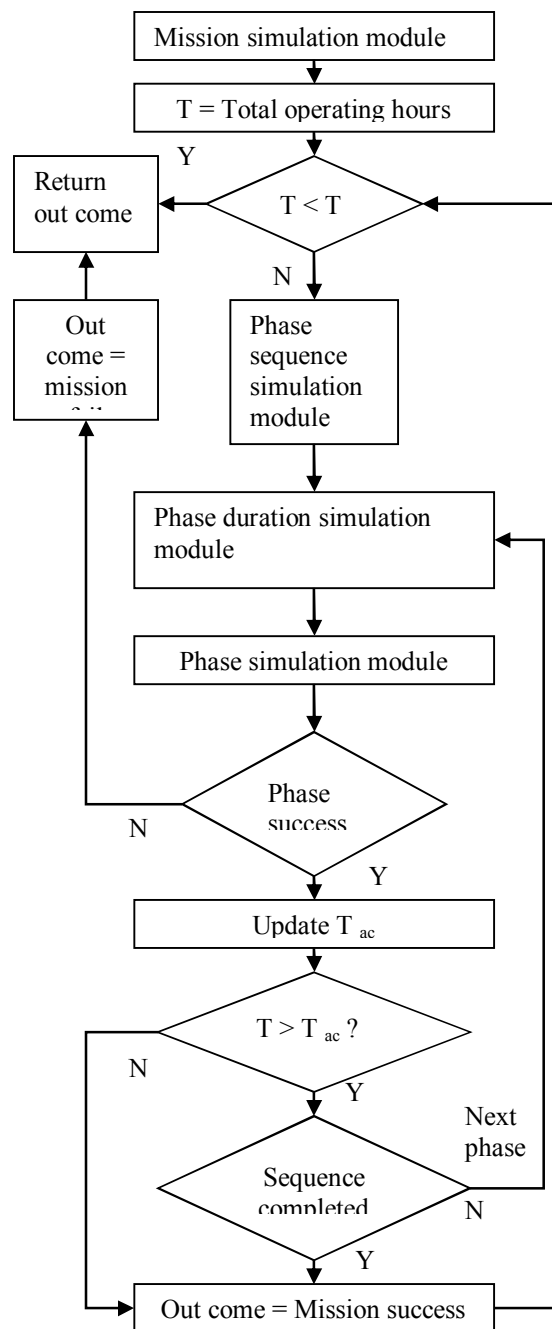 Mission simulation module
T = Total operating hours
Y
Return
out come
T < T
N
Out
come =
mission
Phase
sequence
simulation
module
Phase duration simulation
module
Phase simulation module
Phase
success
N
Y
Update T ac
T > T ac ?
N
Y
Next
phase
Sequence
completed
N
Y
Out come = Mission success